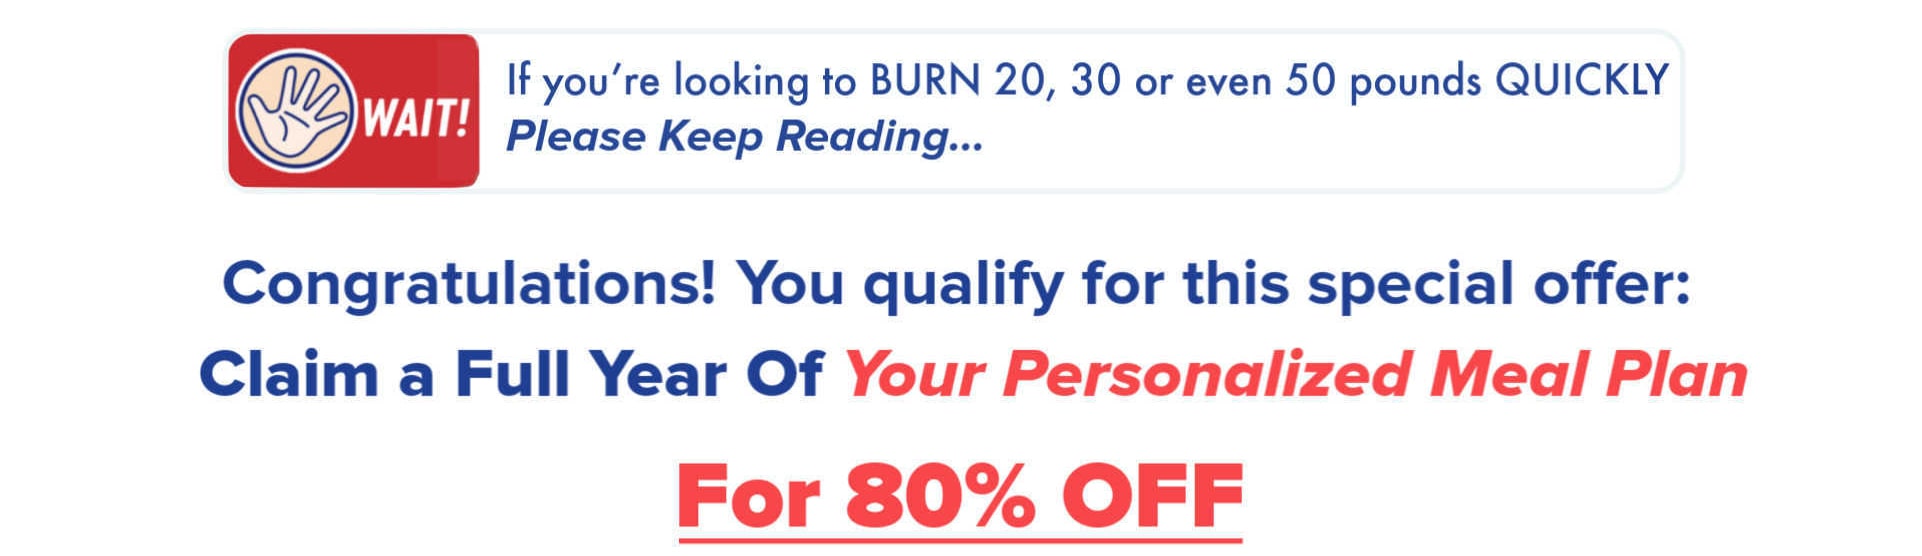 WAIT!
If you're looking to BURN 20, 30 or even 50 pounds QUICKLY
Please Keep Reading...
Congratulations! You qualify for this special offer:
Claim a Full Year Of Your Personalized Meal Plan
For 80% OFF